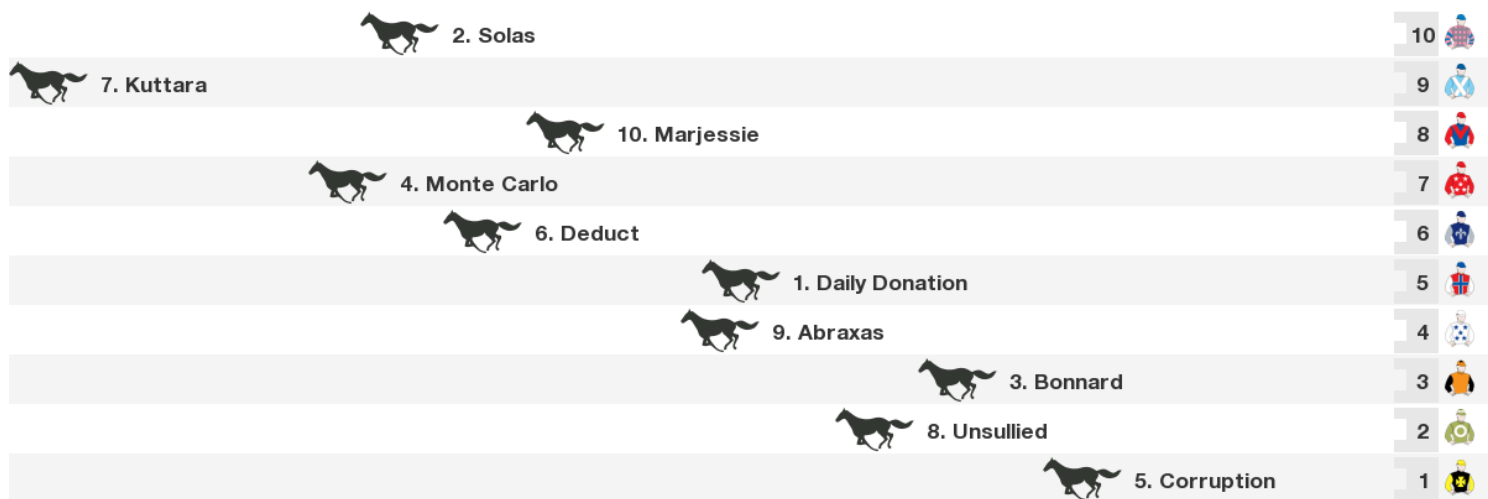 2. Solas 10
7. Kuttara 9
10. Marjessie 8
4. Monte Carlo 7
6. Deduct 6
1. Daily Donation 5
9. Abraxas 4
3. Bonnard 3
8. Unsullied 2
5. Corruption 1